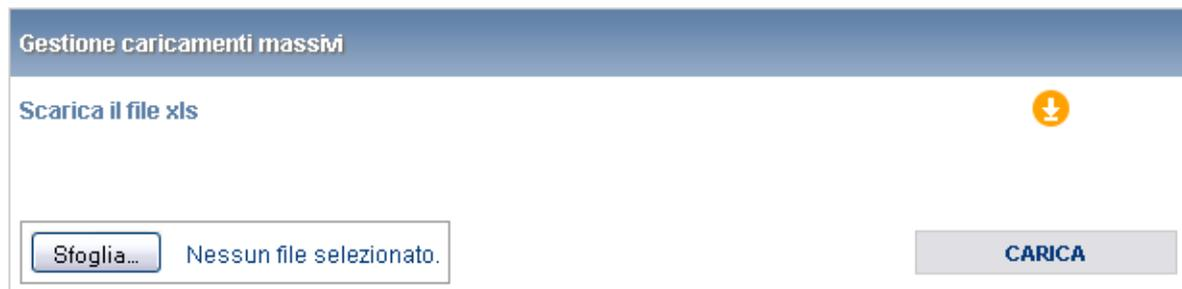 Gestione caricamenti massivi
Scarica il file xls
Sfoglia... Nessun file selezionato.
CARICA